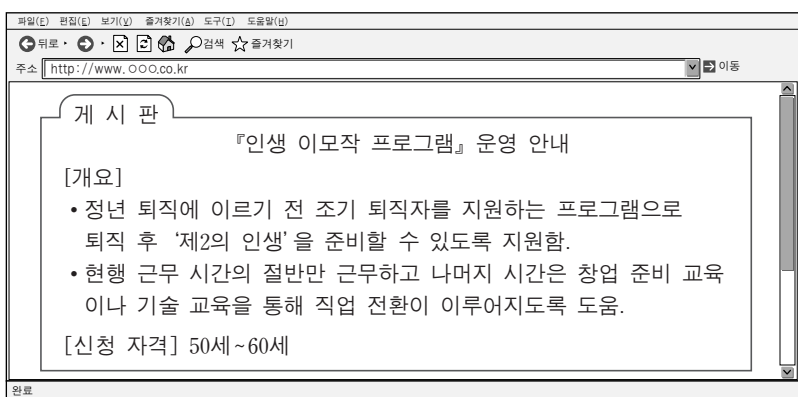 파일(F) 편집(E) 보기(V) 즐겨찾기(A) 도구(T) 도움말(H)
뒤로 검색 즐겨찾기
주소 http://www.○○○.co.kr 이동
게 시 판
『인생 이모작 프로그램』 운영 안내
[개요]
• 정년 퇴직에 이르기 전 조기 퇴직자를 지원하는 프로그램으로
퇴직 후 ‘제2의 인생’을 준비할 수 있도록 지원함.
• 현행 근무 시간의 절반만 근무하고 나머지 시간은 창업 준비 교육
이나 기술 교육을 통해 직업 전환이 이루어지도록 도움.
[신청 자격] 50세~60세
완료